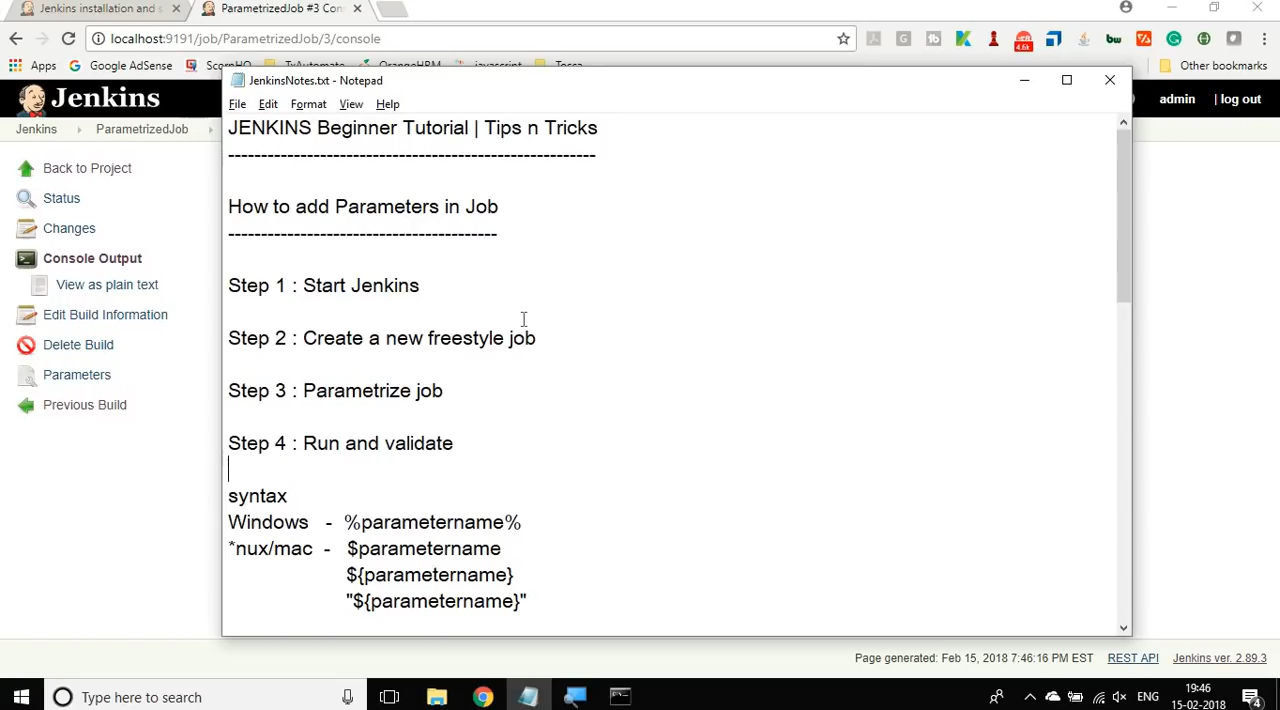 Jenkins installation and s
ParametrizedJob #3 Con
localhost:9191/job/ParametrizedJob/3/console
4.6k
bw
Apps
Google AdSense
Other bookmarks
JenkinsNotes.txt - Notepad
File Edit Format View Help
Jenkins
admin
| log out
Jenkins
ParametrizedJob
Back to Project
Status
Changes
Console Output
View as plain text
Edit Build Information
Delete Build
Parameters
Previous Build
JENKINS Beginner Tutorial | Tips n Tricks
--------------------------------------------------------
How to add Parameters in Job
-----------------------------------------
Step 1 : Start Jenkins
Step 2 : Create a new freestyle job
Step 3 : Parametrize job
Step 4 : Run and validate
syntax
Windows - %parametername%
*nux/mac - $parametername
${parametername}
"${parametername}"
Page generated: Feb 15, 2018 7:46:16 PM EST REST API Jenkins ver. 2.89.3
Type here to search
ENG
19:46
15-02-2018
4